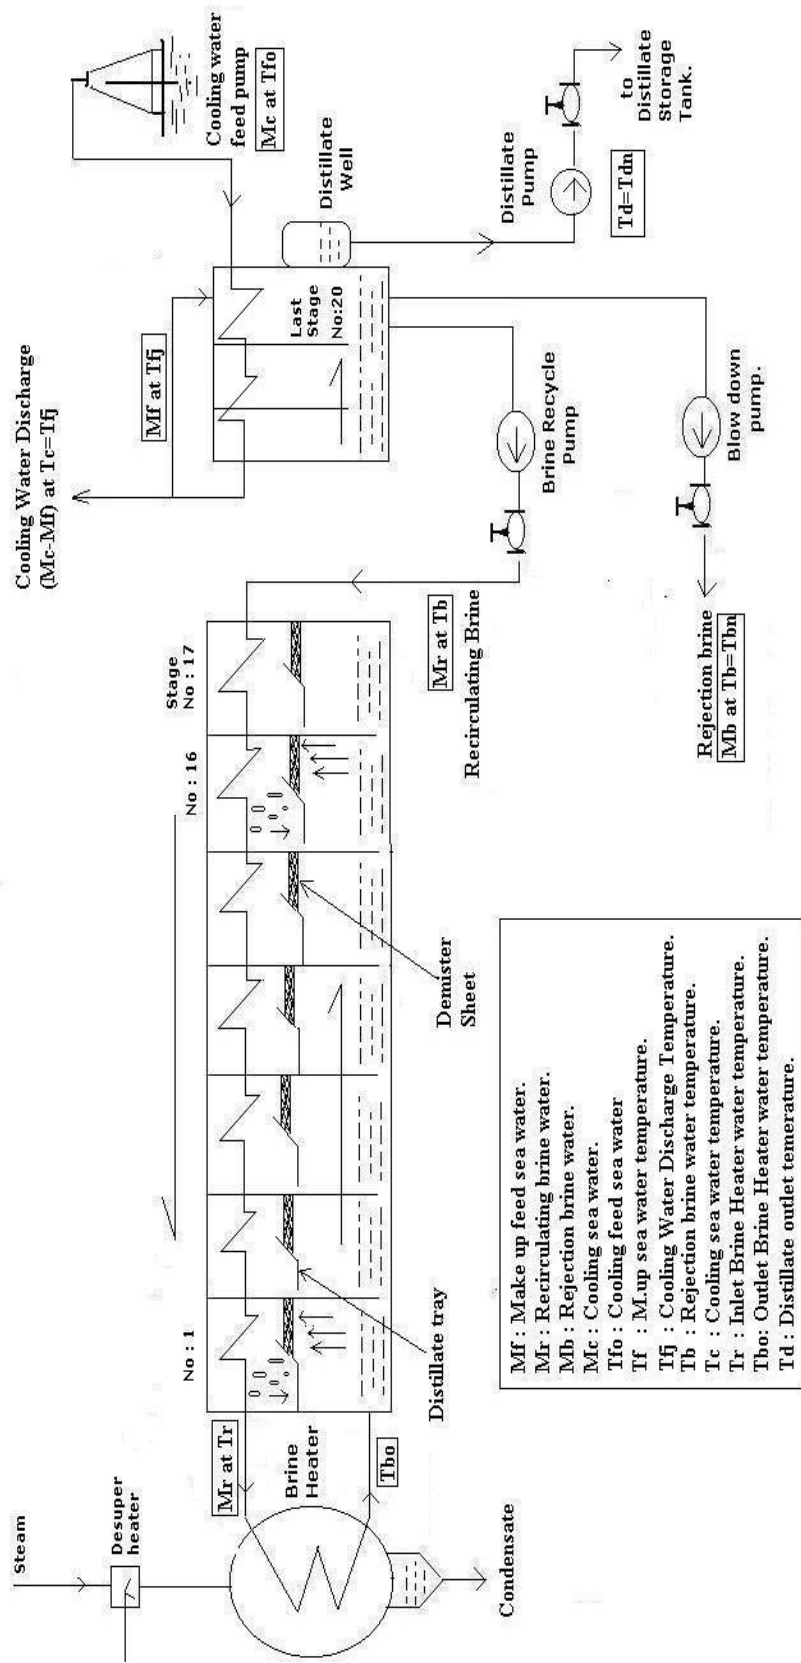 Steam
Desuper
heater
Mr at Tr
Brine
Heater
Tbo
Condensate
No : 1
No : 16
Stage
No : 17
Distillate tray
Demister
Sheet
Mr at Tb
Recirculating Brine
Brine Recycle
Pump
Rejection brine
Mb at Tb=Tbn
Blow down
pump.
Cooling Water Discharge
(Mc-Mf) at Tc=Tfj
Mf at Tfj
Last
Stage
No:20
Cooling water
feed pump
Mc at Tfo
Distillate
Well
Distillate
Pump
Td=Tdn
to
Distillate
Storage
Tank.
Mf : Make up feed sea water.
Mr : Recirculating brine water.
Mb : Rejection brine water.
Mc : Cooling sea water.
Tfo : Cooling feed sea water
Tf : M.up sea water temperature.
Tfj : Cooling Water Discharge Temperature.
Tb : Rejection brine water temperature.
Tc : Cooling sea water temperature.
Tr : Inlet Brine Heater water temperature.
Tbo: Outlet Brine Heater water temperature.
Td : Distillate outlet temerature.